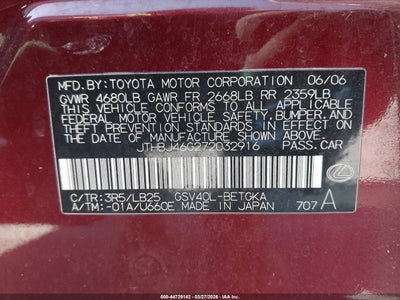 MFD.BY:TOYOTA MOTOR CORPORATION 06/06
GVWR 4680LB GAWR FR 2668LB RR 2359LB
THIS VEHICLE CONFORMS TO ALL APPLICABLE
FEDERAL MOTOR VEHICLE SAFETY, BUMPER,
AND THEFT PREVENTION STANDARDS IN EFFECT
ON THE DATE OF MANUFACTURE SHOWN ABOVE.
JTHBJ46G272032916 PASS.CAR
C/TR:3R5/LB25 GSV40L-BETGKA
A/TM:-01A/U660E MADE IN JAPAN 707 A
ID: 000-44729142 - 03/27/2026 - © IAA, LLC